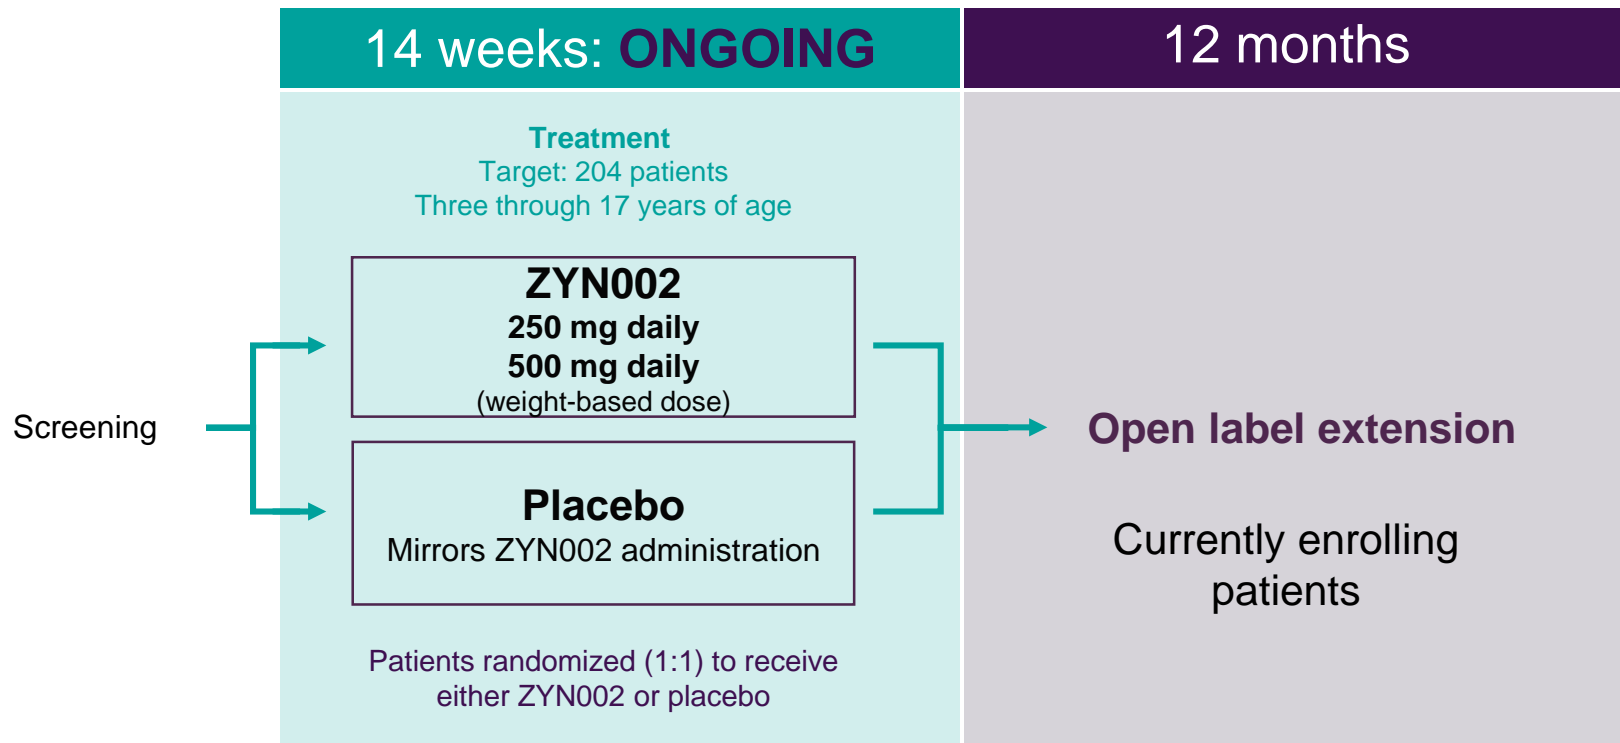 14 weeks: ONGOING
12 months
Treatment
Target: 204 patients
Three through 17 years of age
ZYN002
250 mg daily
500 mg daily
(weight-based dose)
Screening
Placebo
Mirrors ZYN002 administration
Patients randomized (1:1) to receive
either ZYN002 or placebo
Open label extension
Currently enrolling
patients